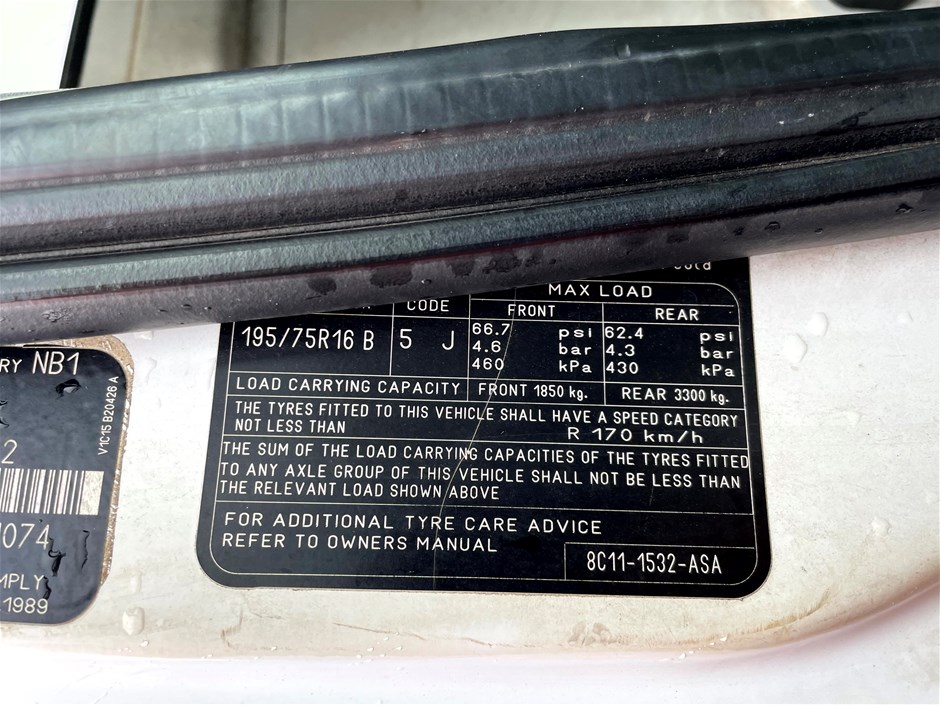 cold
MAX LOAD
CODE
FRONT
REAR
195/75R16 B
5 J
66.7 psi
4.6 bar
460 kPa
62.4 psi
4.3 bar
430 kPa
LOAD CARRYING CAPACITY
FRONT 1850 kg.
REAR 3300 kg.
THE TYRES FITTED TO THIS VEHICLE SHALL HAVE A SPEED CATEGORY
NOT LESS THAN R 170 km/h
THE SUM OF THE LOAD CARRYING CAPACITIES OF THE TYRES FITTED
TO ANY AXLE GROUP OF THIS VEHICLE SHALL NOT BE LESS THAN
THE RELEVANT LOAD SHOWN ABOVE
FOR ADDITIONAL TYRE CARE ADVICE
REFER TO OWNERS MANUAL
8C11-1532-ASA
RY NB1
2
V1C15 B20426 A
074
MPLY
1989